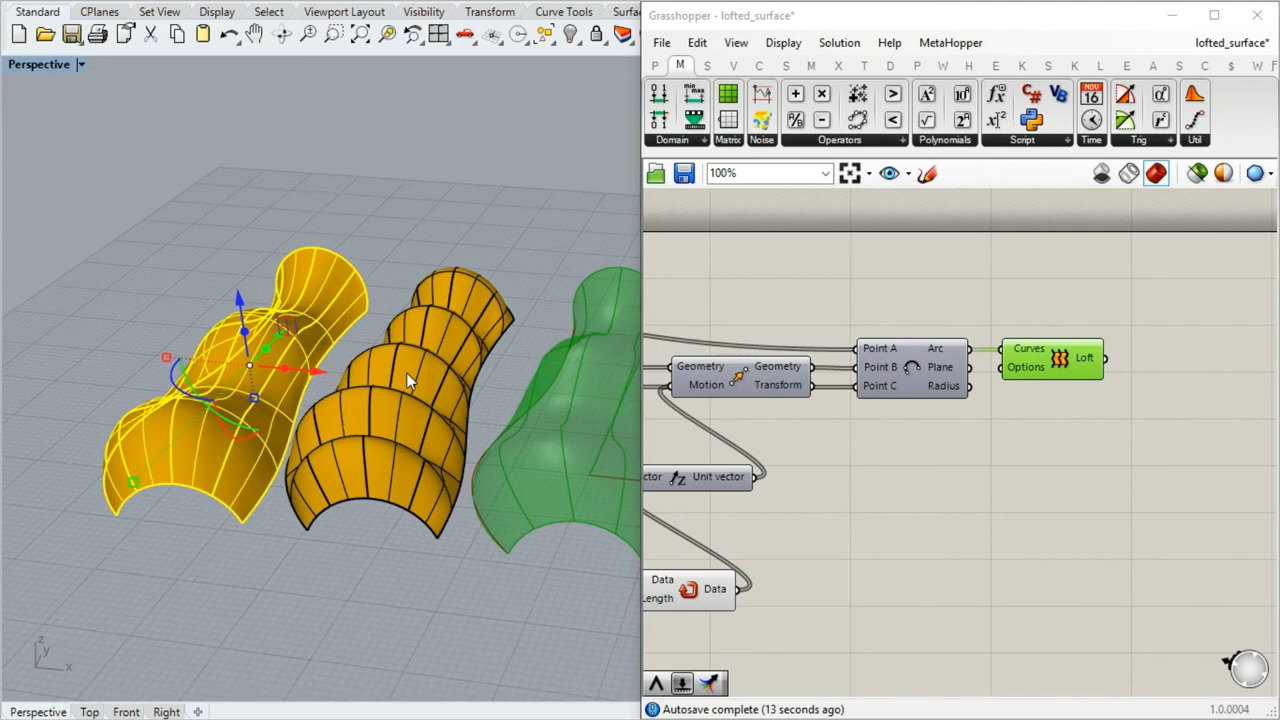 Standard CPlanes Set View Display Select Viewport Layout Visibility Transform Curve Tools Surfa
Perspective
z
y
x
Perspective Top Front Right
Grasshopper - lofted_surface*
File Edit View Display Solution Help MetaHopper lofted_surface*
P M S V C S M X T D P W H E K S K L E A S C $ W F
Domain Matrix Noise Operators Polynomials Script Time Trig Util
100%
Point A Arc
Point B Plane
Point C Radius
Curves
Options
Loft
Geometry Geometry
Motion Transform
ctor Unit vector
Data
Length
Data
Autosave complete (13 seconds ago) 1.0.0004